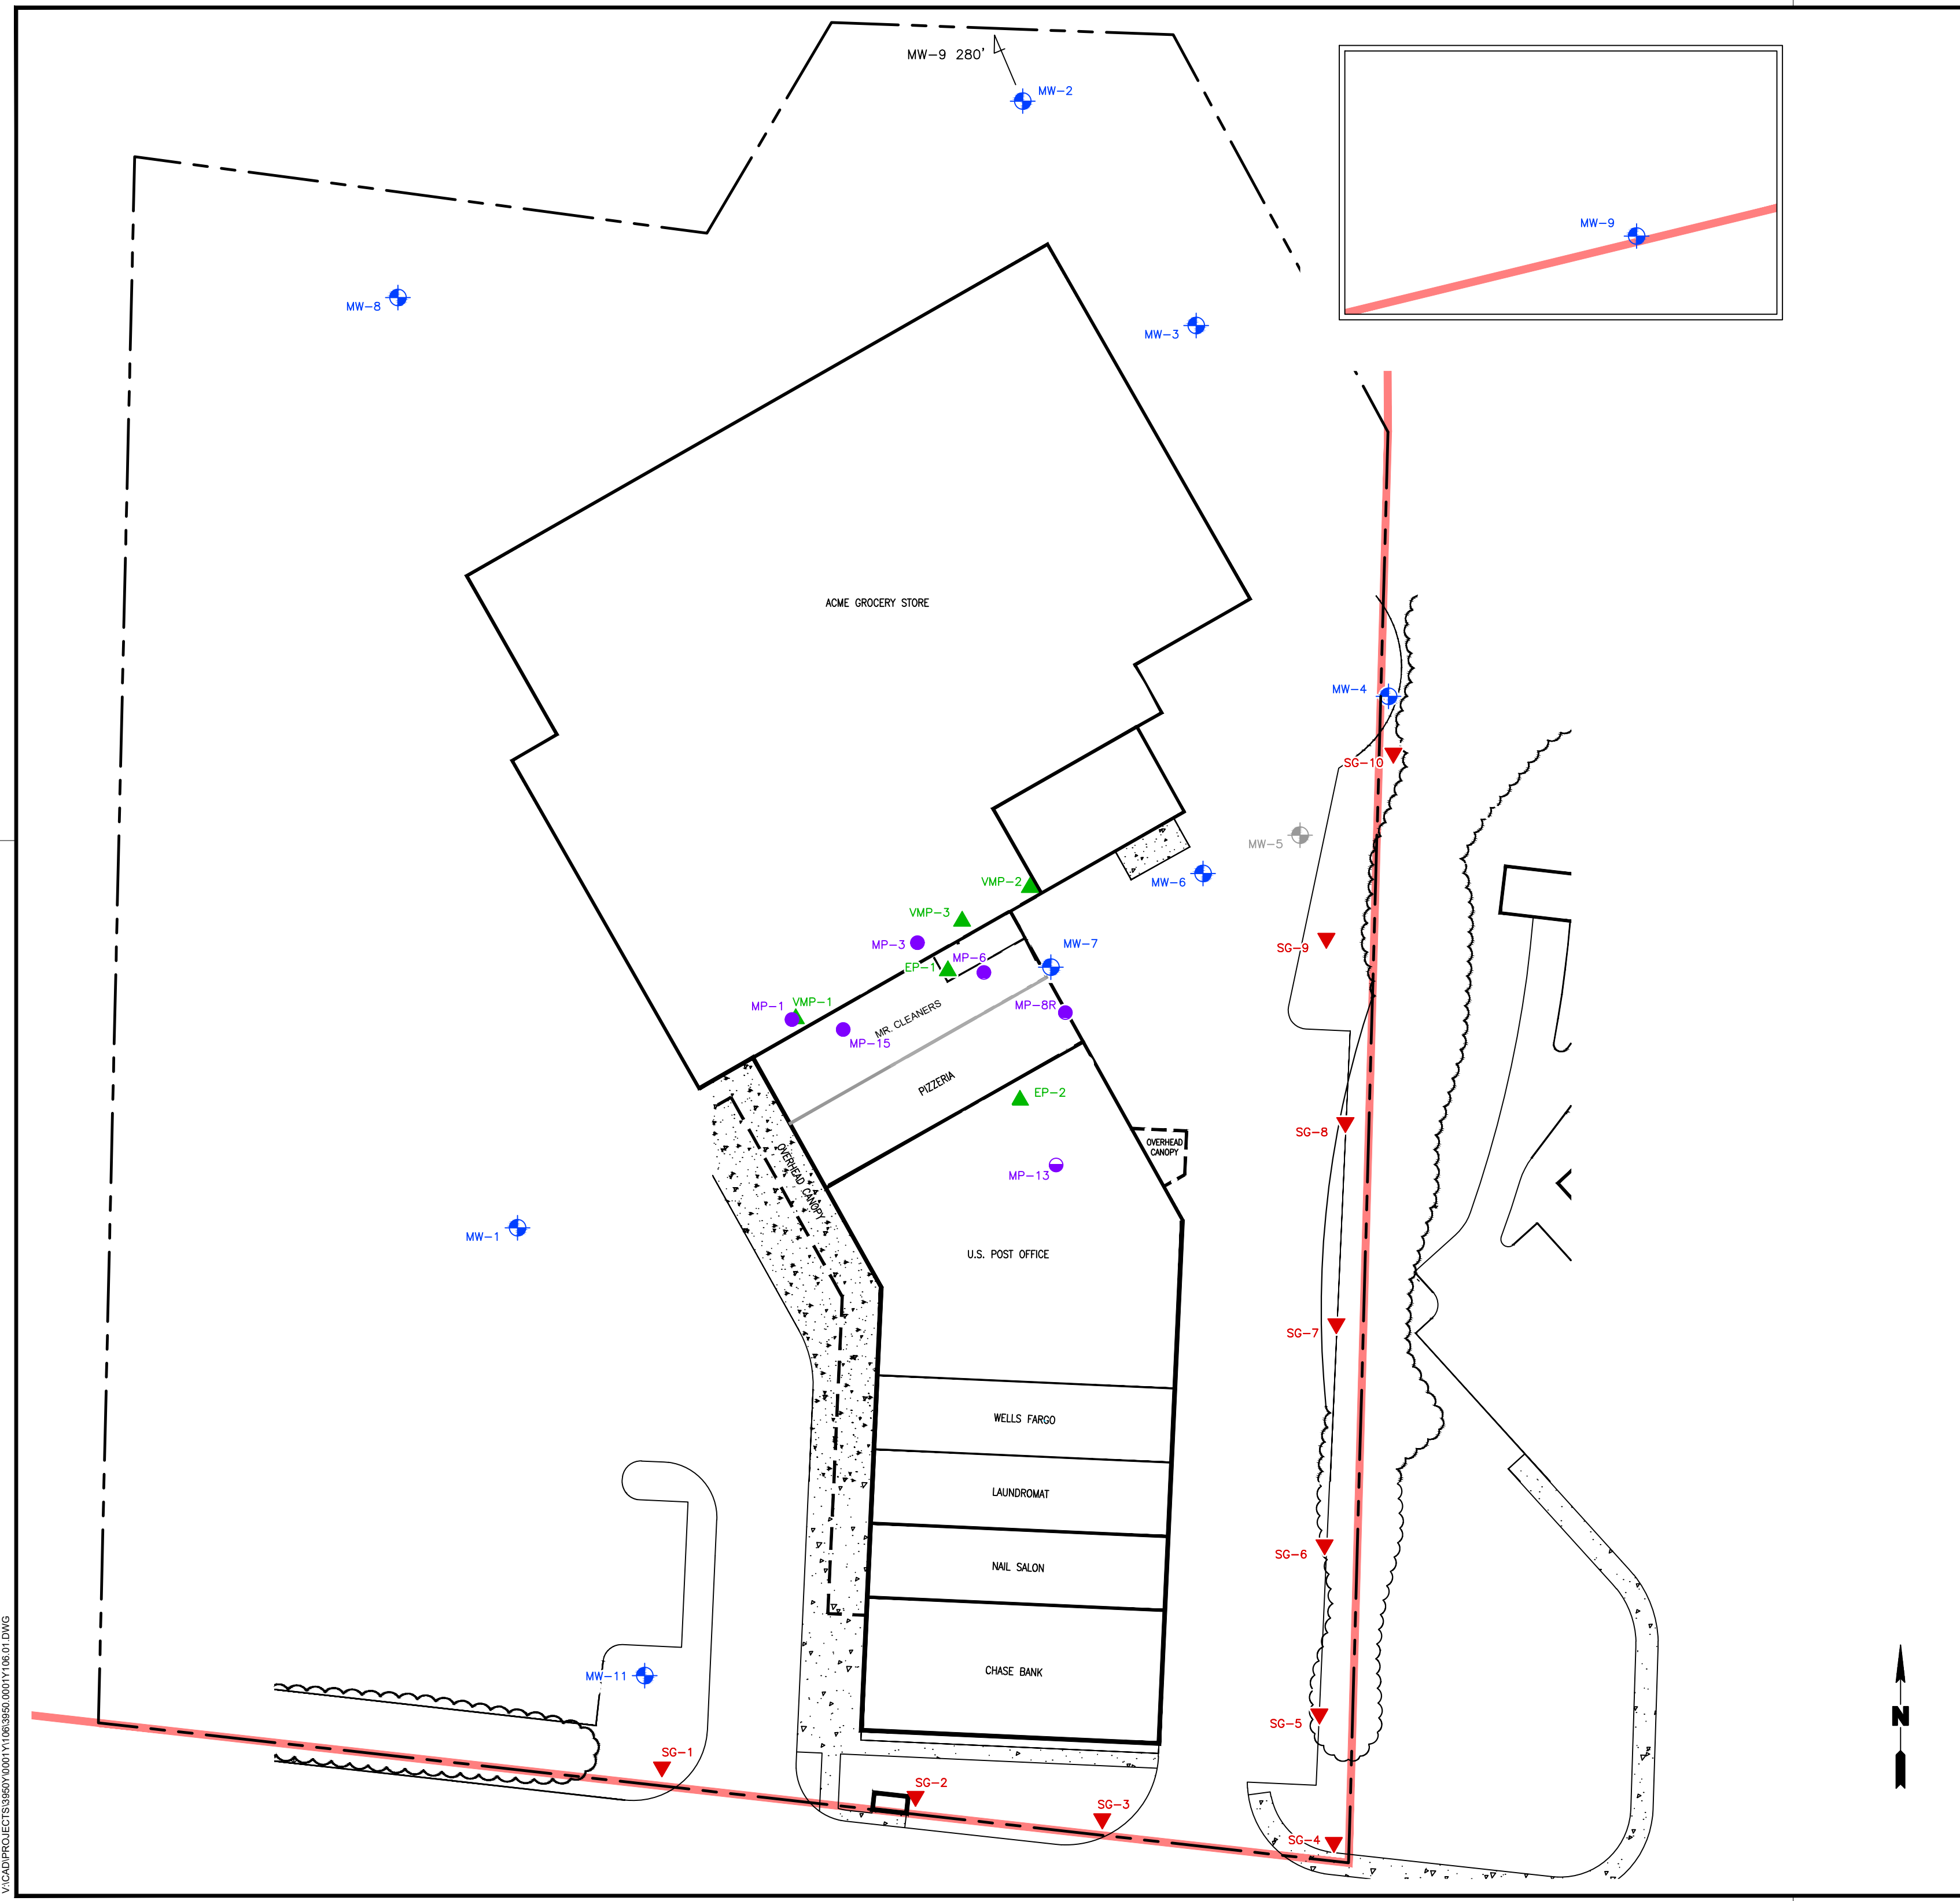 MW-9 280'
MW-2
MW-9
MW-8
MW-3
ACME GROCERY STORE
MW-4
SG-10
MW-5
VMP-2
MW-6
VMP-3
MP-3
MW-7
SG-9
MP-6
EP-1
MP-1
VMP-1
MP-8R
MR. CLEANERS
MP-15
PIZZERIA
EP-2
SG-8
OVERHEAD
CANOPY
OVERHEAD CANOPY
MP-13
MW-1
U.S. POST OFFICE
SG-7
WELLS FARGO
LAUNDROMAT
SG-6
NAIL SALON
CHASE BANK
MW-11
SG-5
N
SG-1
SG-2
SG-3
SG-4
V:\CAD\PROJECTS\3950Y\0001Y\106\3950.0001Y106.01.DWG